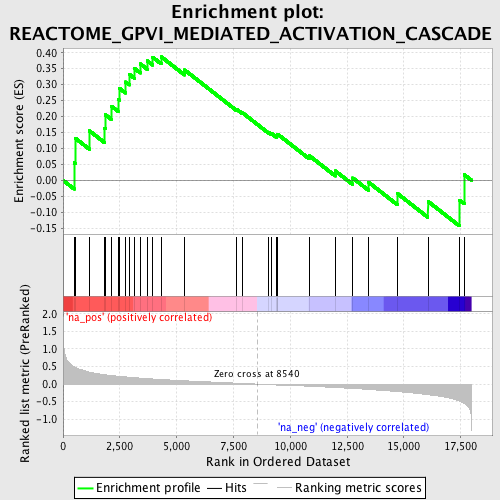 Enrichment plot:
REACTOME_GPVI_MEDIATED_ACTIVATION_CASCADE
Enrichment score (ES)
0.40
0.35
0.30
0.25
0.20
0.15
0.10
0.05
0.00
-0.05
-0.10
-0.15
'na_pos' (positively correlated)
Ranked list metric (PreRanked)
2.0
1.5
1.0
0.5
0.0
-0.5
-1.0
Zero cross at 8540
'na_neg' (negatively correlated)
0 2,500 5,000 7,500 10,000 12,500 15,000 17,500
Rank in Ordered Dataset
Enrichment profile Hits Ranking metric scores